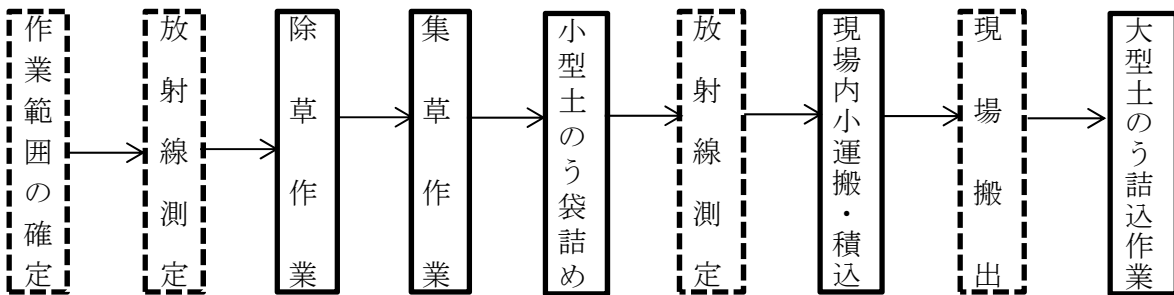 作業範囲の確定
放射線測定
除草作業
集草作業
小型土のう袋詰め
放射線測定
現場内小運搬・積込
現場搬出
大型土のう詰込作業